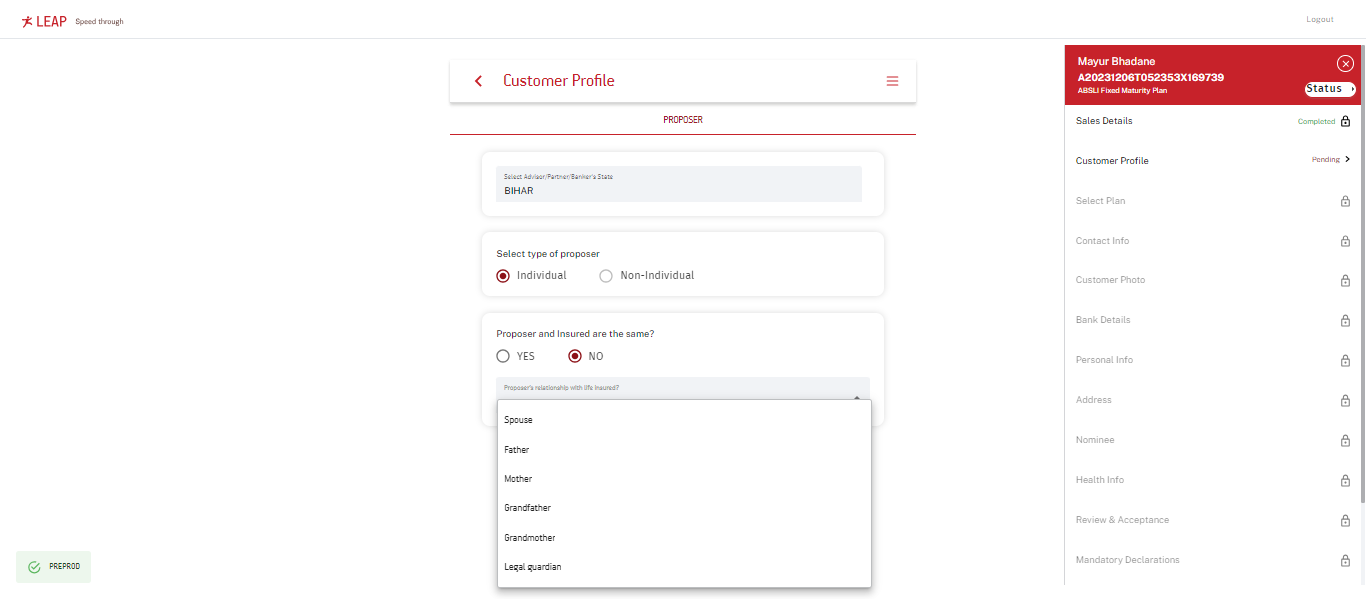 LEAP Speed through
Logout
Customer Profile
PROPOSER
Select Advisor/Partner/Banker's State
BIHAR
Select type of proposer
Individual Non-Individual
Proposer and Insured are the same?
YES NO
Proposer's relationship with life insured?
Spouse
Father
Mother
Grandfather
Grandmother
Legal guardian
PREPROD
Mayur Bhadane
A20231206T052353X169739
ABSLI Fixed Maturity Plan
Status
Sales Details Completed
Customer Profile Pending
Select Plan
Contact Info
Customer Photo
Bank Details
Personal Info
Address
Nominee
Health Info
Review & Acceptance
Mandatory Declarations